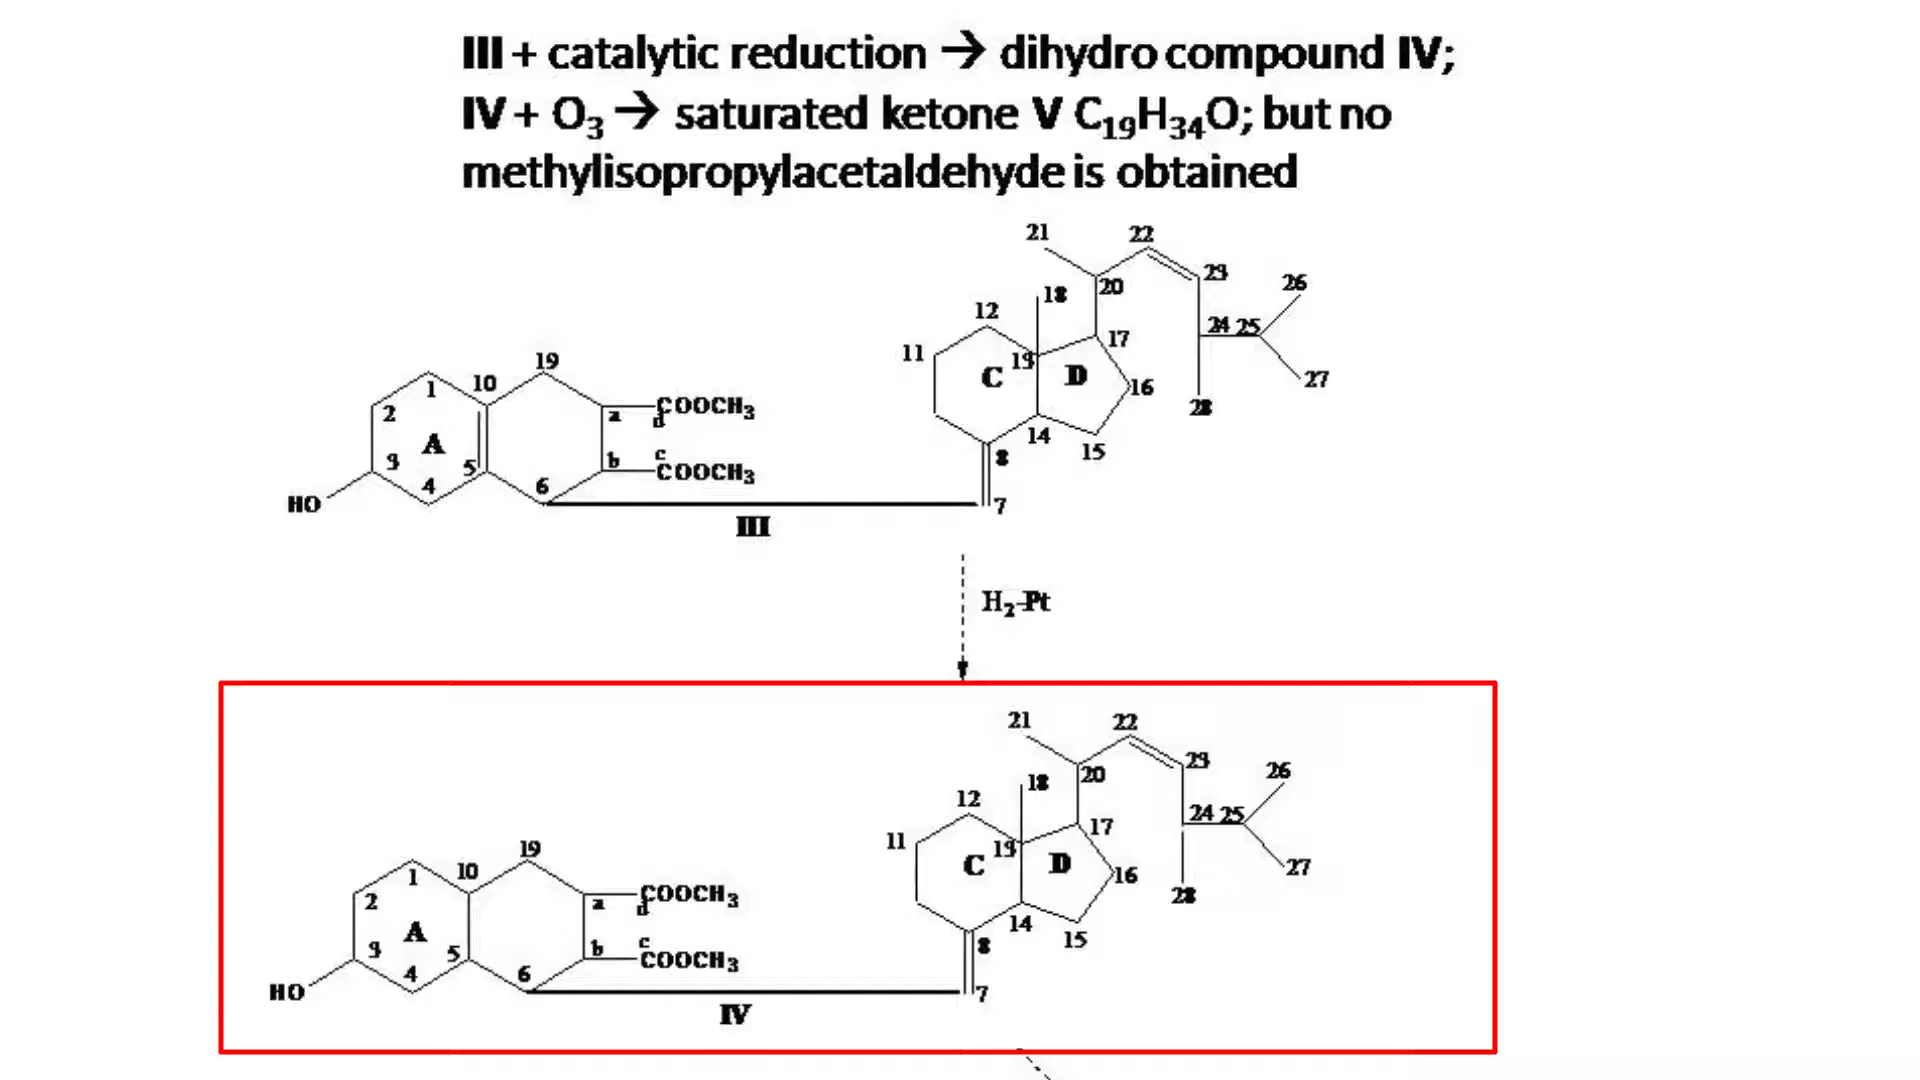 III + catalytic reduction → dihydro compound IV;
IV + O₃ → saturated ketone V C₁₉H₃₄O; but no
methylisopropylacetaldehyde is obtained
21 22 23 26
20
18
12 17 24 25
11 13 16 27
C D
28
14 15
8
7
19
1 10
2 a COOCH₃
d
A
3 5 b c COOCH₃
4 6
HO
III
H₂-Pt
21 22 23 26
20
18
12 17 24 25
11 13 16 27
C D
28
14 15
8
7
19
1 10
2 a COOCH₃
d
A
3 5 b c COOCH₃
4 6
HO
IV